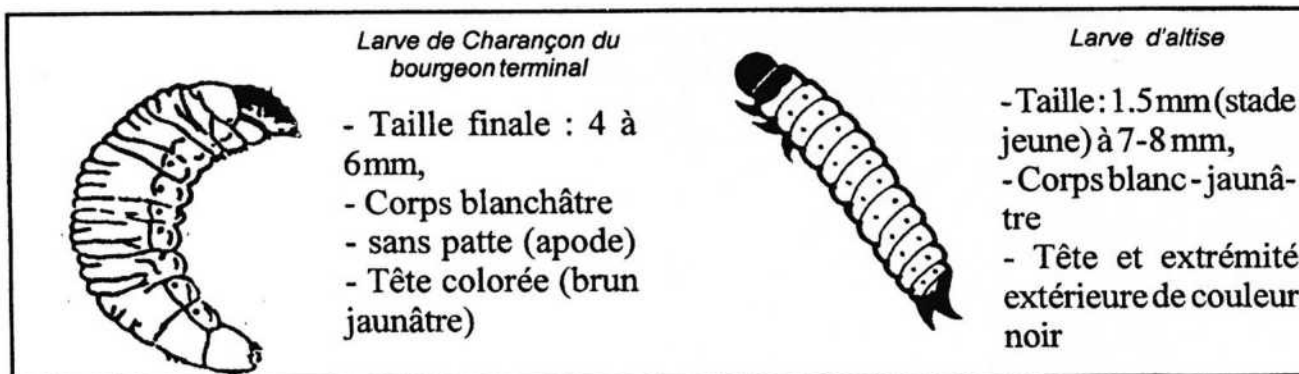 Larve de Charançon du
bourgeon terminal
- Taille finale : 4 à
6mm,
- Corps blanchâtre
- sans patte (apode)
- Tête colorée (brun
jaunâtre)
Larve d'altise
- Taille : 1.5 mm (stade
jeune) à 7-8 mm,
- Corps blanc - jaunâ-
tre
- Tête et extrémité
extérieure de couleur
noir